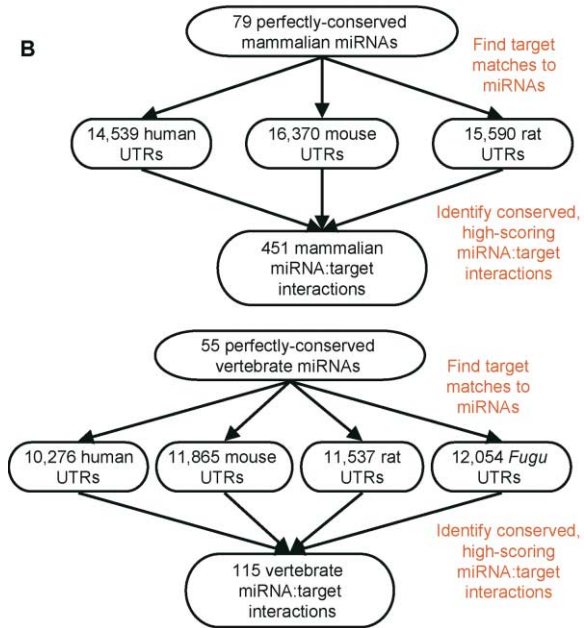 B
79 perfectly-conserved
mammalian miRNAs
Find target
matches to
miRNAs
14,539 human
UTRs
16,370 mouse
UTRs
15,590 rat
UTRs
Identify conserved,
high-scoring
miRNA:target
interactions
451 mammalian
miRNA:target
interactions
55 perfectly-conserved
vertebrate miRNAs
Find target
matches to
miRNAs
10,276 human
UTRs
11,865 mouse
UTRs
11,537 rat
UTRs
12,054 Fugu
UTRs
Identify conserved,
high-scoring
miRNA:target
interactions
115 vertebrate
miRNA:target
interactions